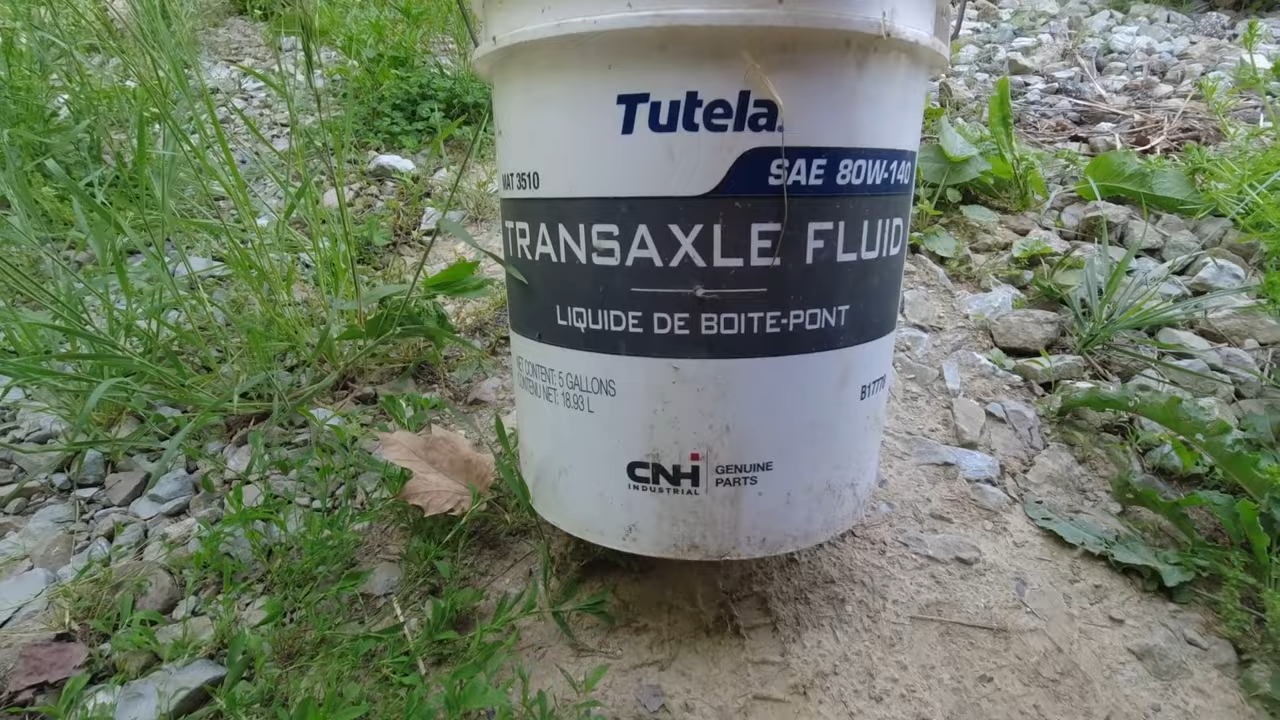 Tutela
SAE 80W-140
MAT 3510
TRANSAXLE FLUID
LIQUIDE DE BOITE-PONT
NET CONTENT: 5 GALLONS
CONTENU NET: 18.93 L
CNH
INDUSTRIAL
GENUINE
PARTS